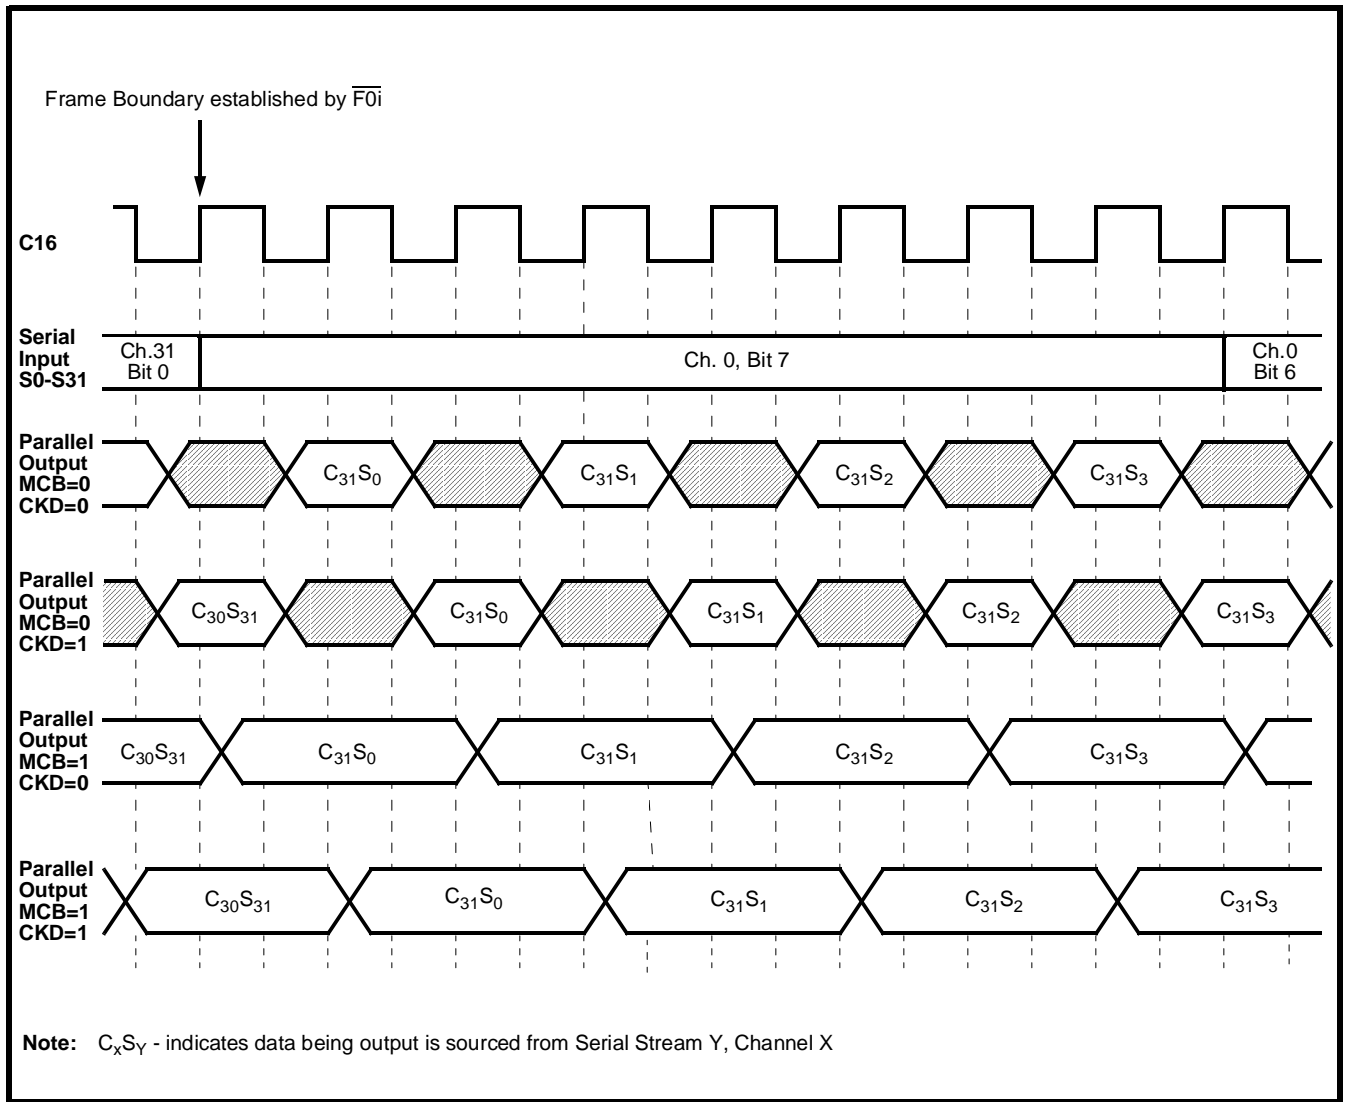 Frame Boundary established by F0i
C16
Serial
Input
S0-S31
Ch.31
Bit 0
Ch. 0, Bit 7
Ch.0
Bit 6
Parallel
Output
MCB=0
CKD=0
C31S0
C31S1
C31S2
C31S3
Parallel
Output
MCB=0
CKD=1
C30S31
C31S0
C31S1
C31S2
C31S3
Parallel
Output
MCB=1
CKD=0
C30S31
C31S0
C31S1
C31S2
C31S3
Parallel
Output
MCB=1
CKD=1
C30S31
C31S0
C31S1
C31S2
C31S3
Note: CxSY - indicates data being output is sourced from Serial Stream Y, Channel X